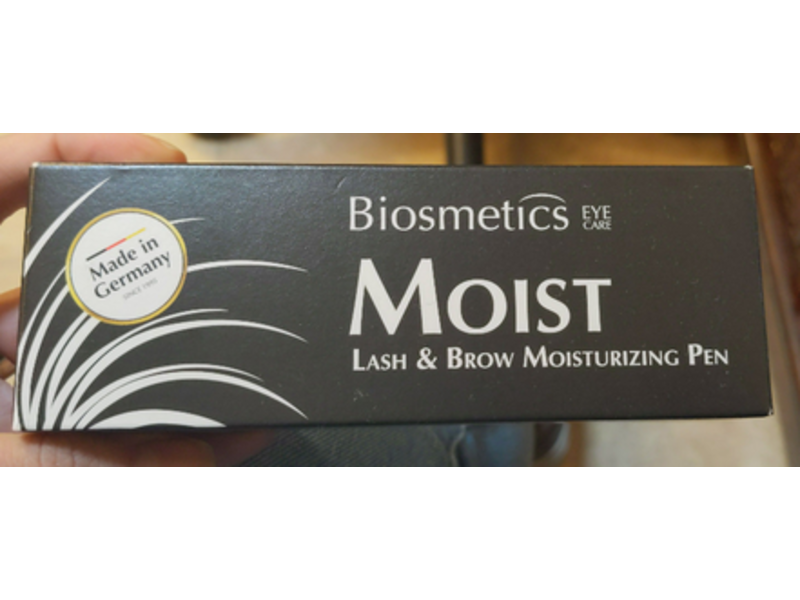 Made in
Germany
SINCE 1995
Biosmetics EYE
CARE
MOIST
LASH & BROW MOISTURIZING PEN